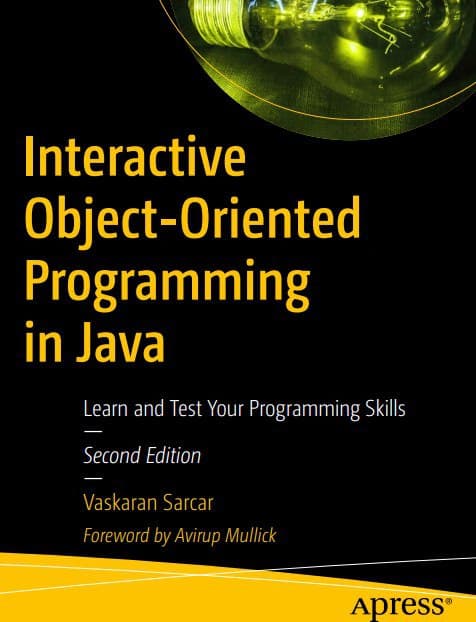 Interactive
Object-Oriented
Programming
in Java
Learn and Test Your Programming Skills
—
Second Edition
—
Vaskaran Sarcar
Foreword by Avirup Mullick
Apress®